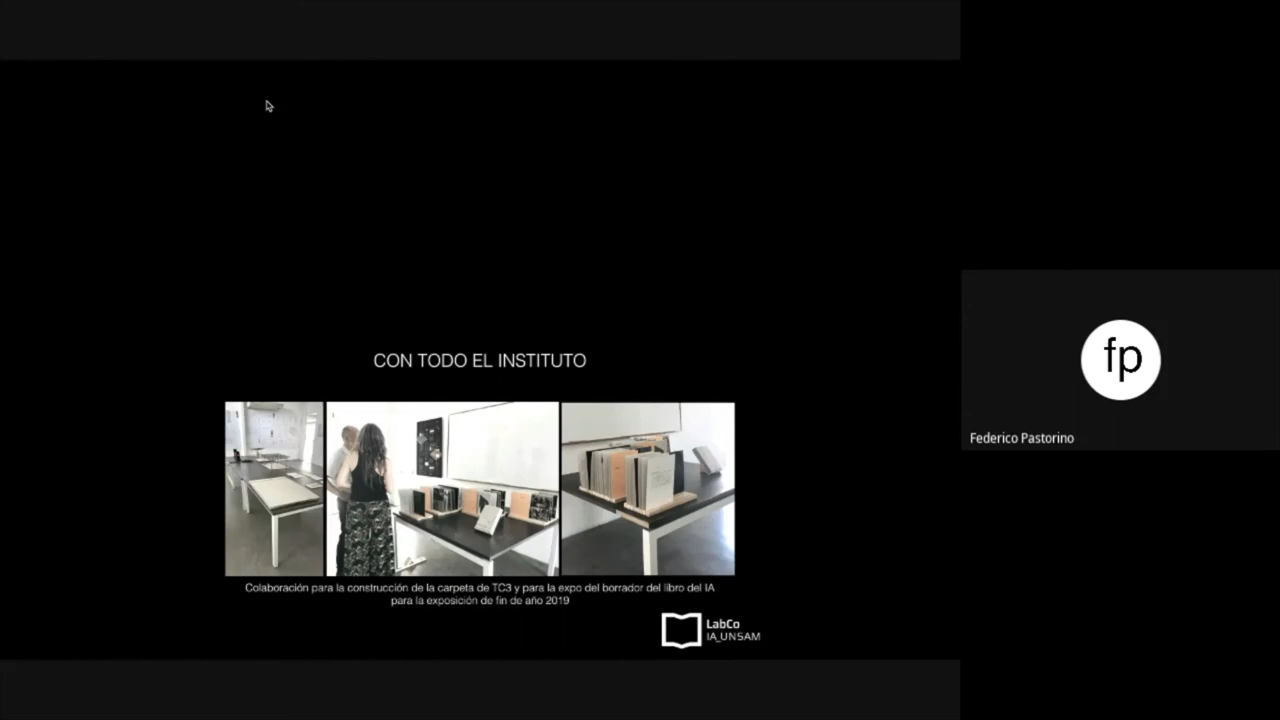 CON TODO EL INSTITUTO
Colaboración para la construcción de la carpeta de TC3 y para la expo del borrador del libro del IA
para la exposición de fin de año 2019
LabCo
IA_UNSAM
fp
Federico Pastorino